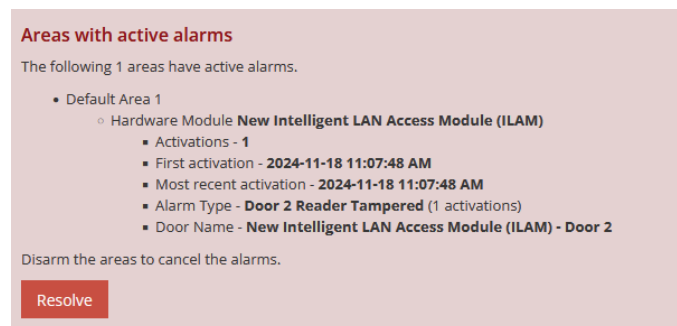 Areas with active alarms
The following 1 areas have active alarms.
Default Area 1
Hardware Module New Intelligent LAN Access Module (ILAM)
Activations - 1
First activation - 2024-11-18 11:07:48 AM
Most recent activation - 2024-11-18 11:07:48 AM
Alarm Type - Door 2 Reader Tampered (1 activations)
Door Name - New Intelligent LAN Access Module (ILAM) - Door 2
Disarm the areas to cancel the alarms.
Resolve